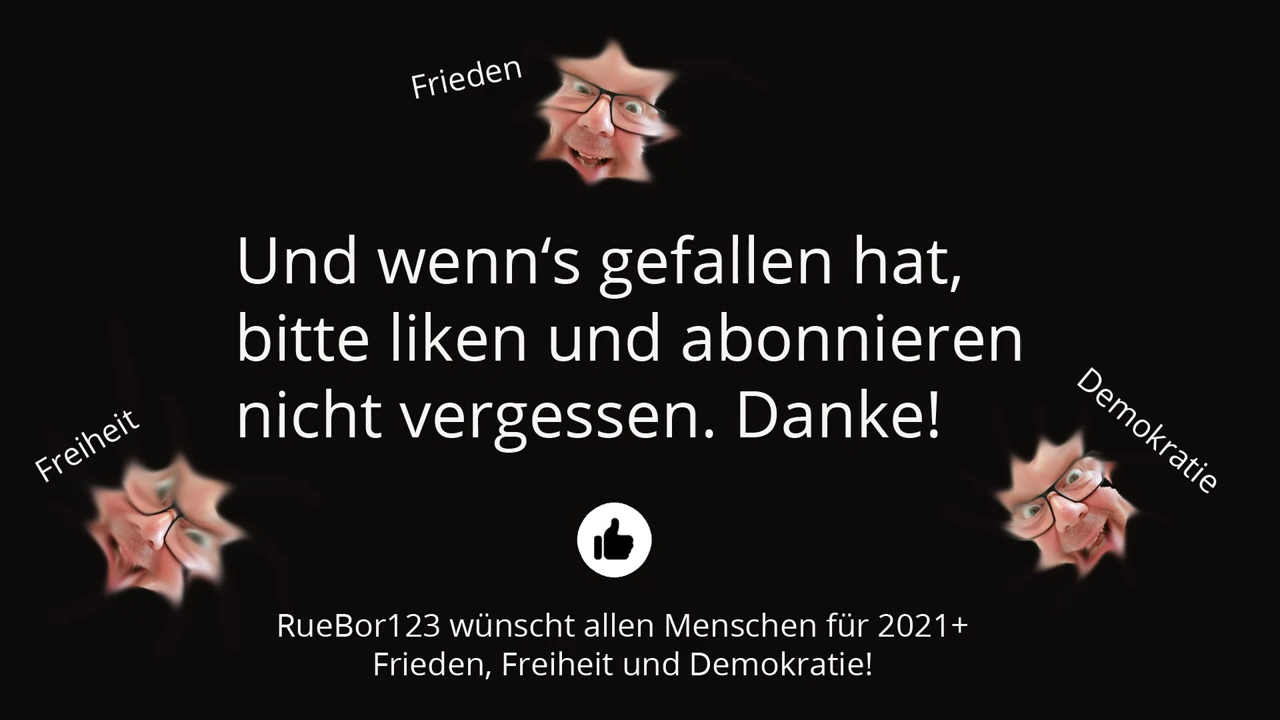 Frieden
Und wenn‘s gefallen hat,
bitte liken und abonnieren
nicht vergessen. Danke!
Freiheit
Demokratie
RueBor123 wünscht allen Menschen für 2021+
Frieden, Freiheit und Demokratie!